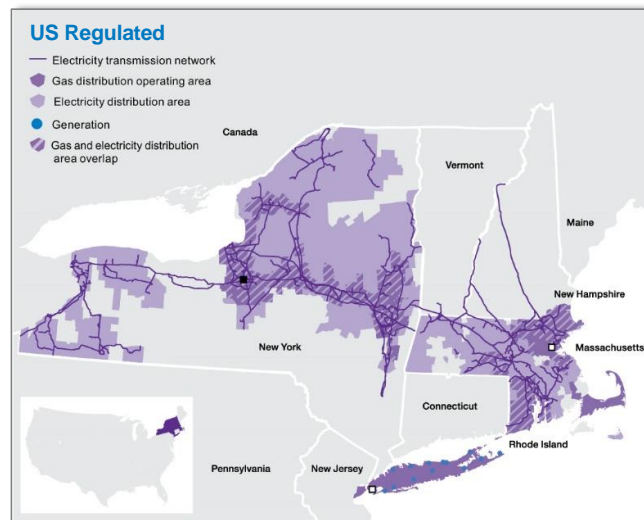 US Regulated
Electricity transmission network
Gas distribution operating area
Electricity distribution area
Generation
Gas and electricity distribution
area overlap
Canada
Vermont
Maine
New Hampshire
New York
Massachusetts
Connecticut
Rhode Island
Pennsylvania
New Jersey